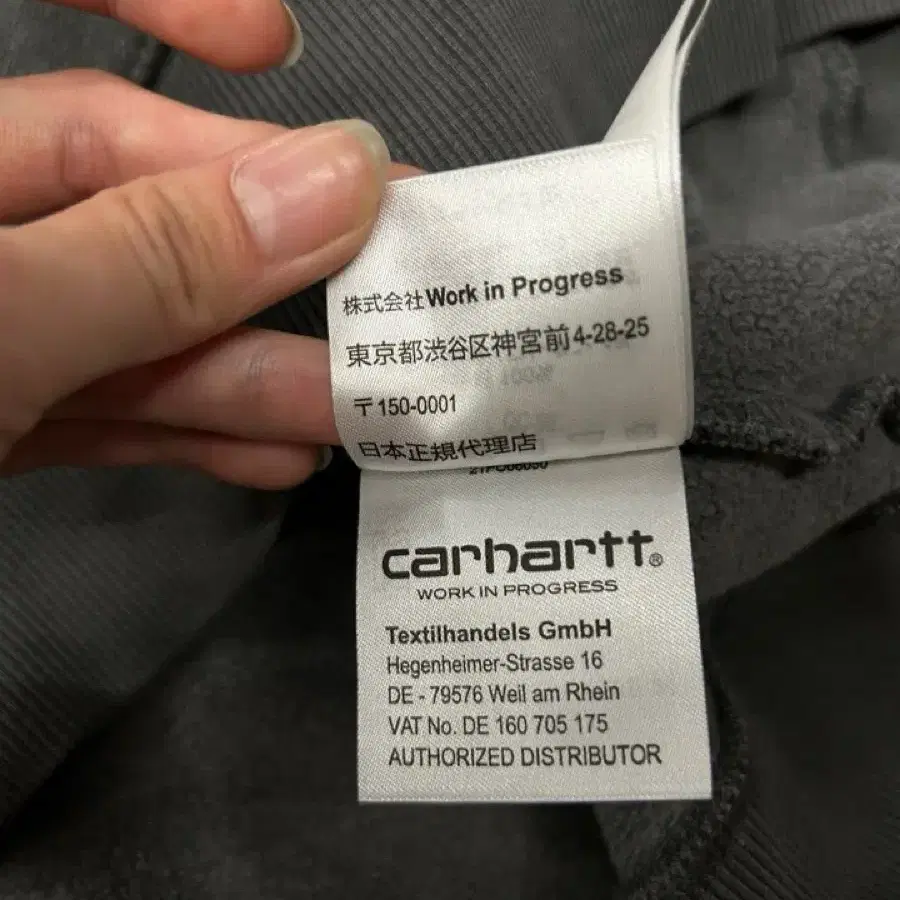 株式会社Work in Progress
東京都渋谷区神宮前4-28-25
〒150-0001
日本正規代理店
carhartt®
WORK IN PROGRESS
Textilhandels GmbH
Hegenheimer-Strasse 16
DE - 79576 Weil am Rhein
VAT No. DE 160 705 175
AUTHORIZED DISTRIBUTOR